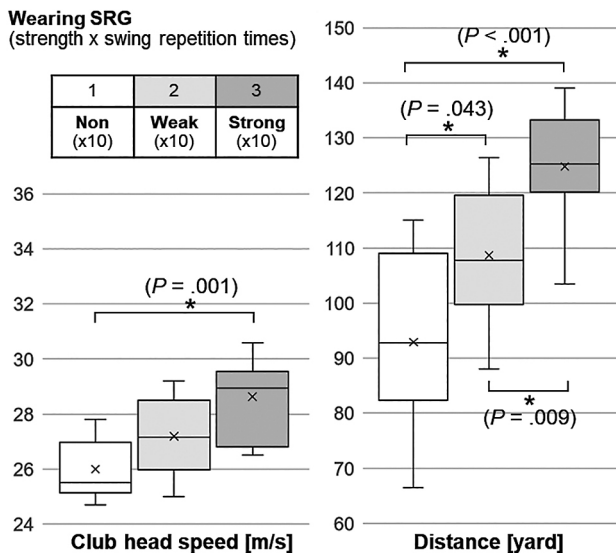 Wearing SRG
(strength x swing repetition times)
1 2 3
Non Weak Strong
(x10) (x10) (x10)
36
34
32
30
28
26
24
(P = .001)
*
Club head speed [m/s]
150
140
130
120
110
100
90
80
70
60
(P < .001)
*
(P = .043)
*
*
(P = .009)
Distance [yard]